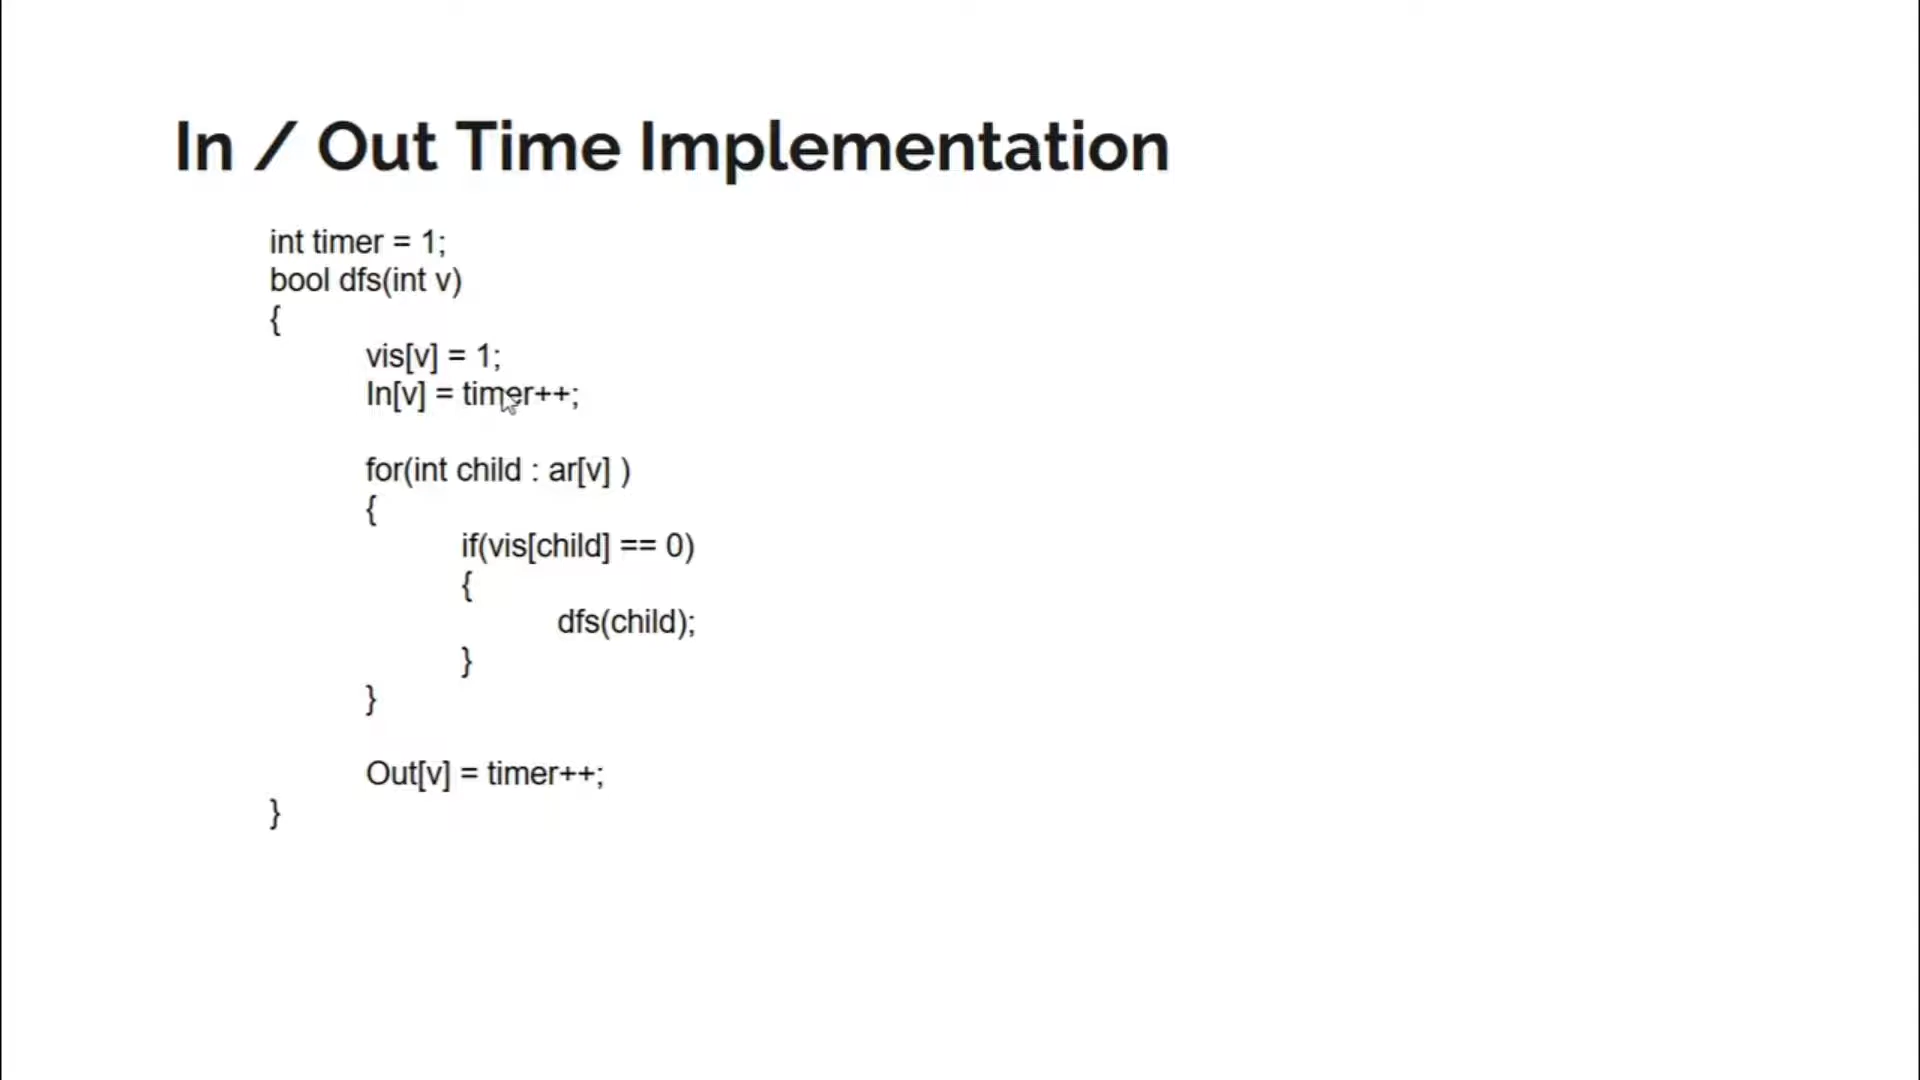 In / Out Time Implementation
int timer = 1;
bool dfs(int v)
{
vis[v] = 1;
In[v] = timer++;
for(int child : ar[v] )
{
if(vis[child] == 0)
{
dfs(child);
}
}
Out[v] = timer++;
}